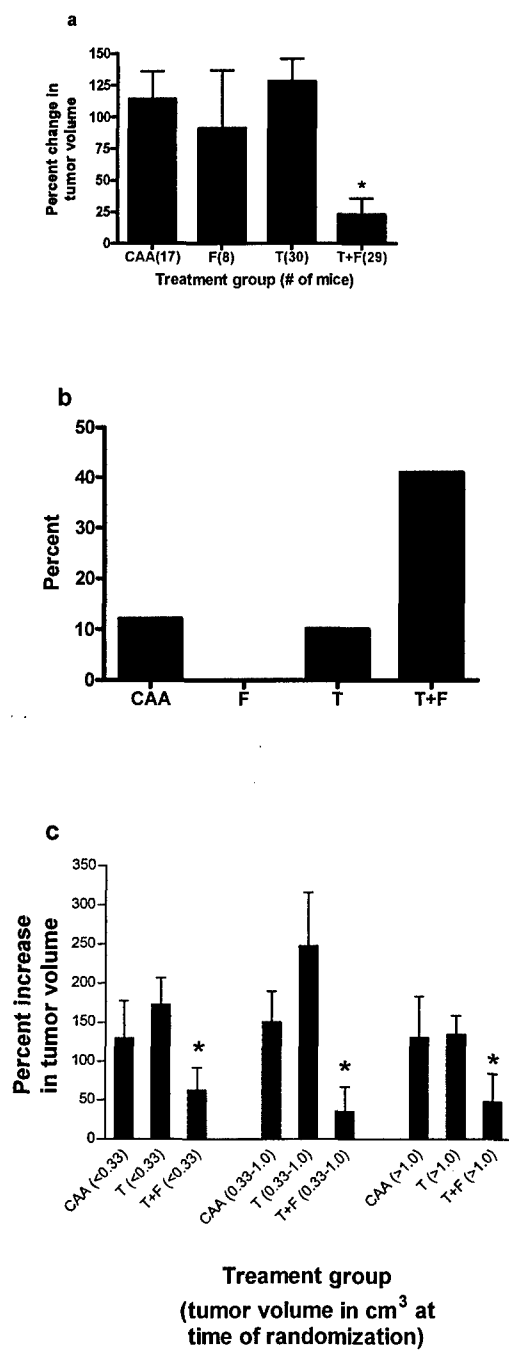 a
Percent change in
tumor volume
150
125
100
75
50
25
0
CAA(17) F(8) T(30) T+F(29)
*
Treatment group (# of mice)
b
Percent
50
40
30
20
10
0
CAA F T T+F
c
Percent increase
in tumor volume
350
300
250
200
150
100
50
0
* * *
CAA (<0.33)
T (<0.33)
T+F (<0.33)
CAA (0.33-1.0)
T (0.33-1.0)
T+F (0.33-1.0)
CAA (>1.0)
T (>1.0)
T+F (>1.0)
Treament group
(tumor volume in cm³ at
time of randomization)